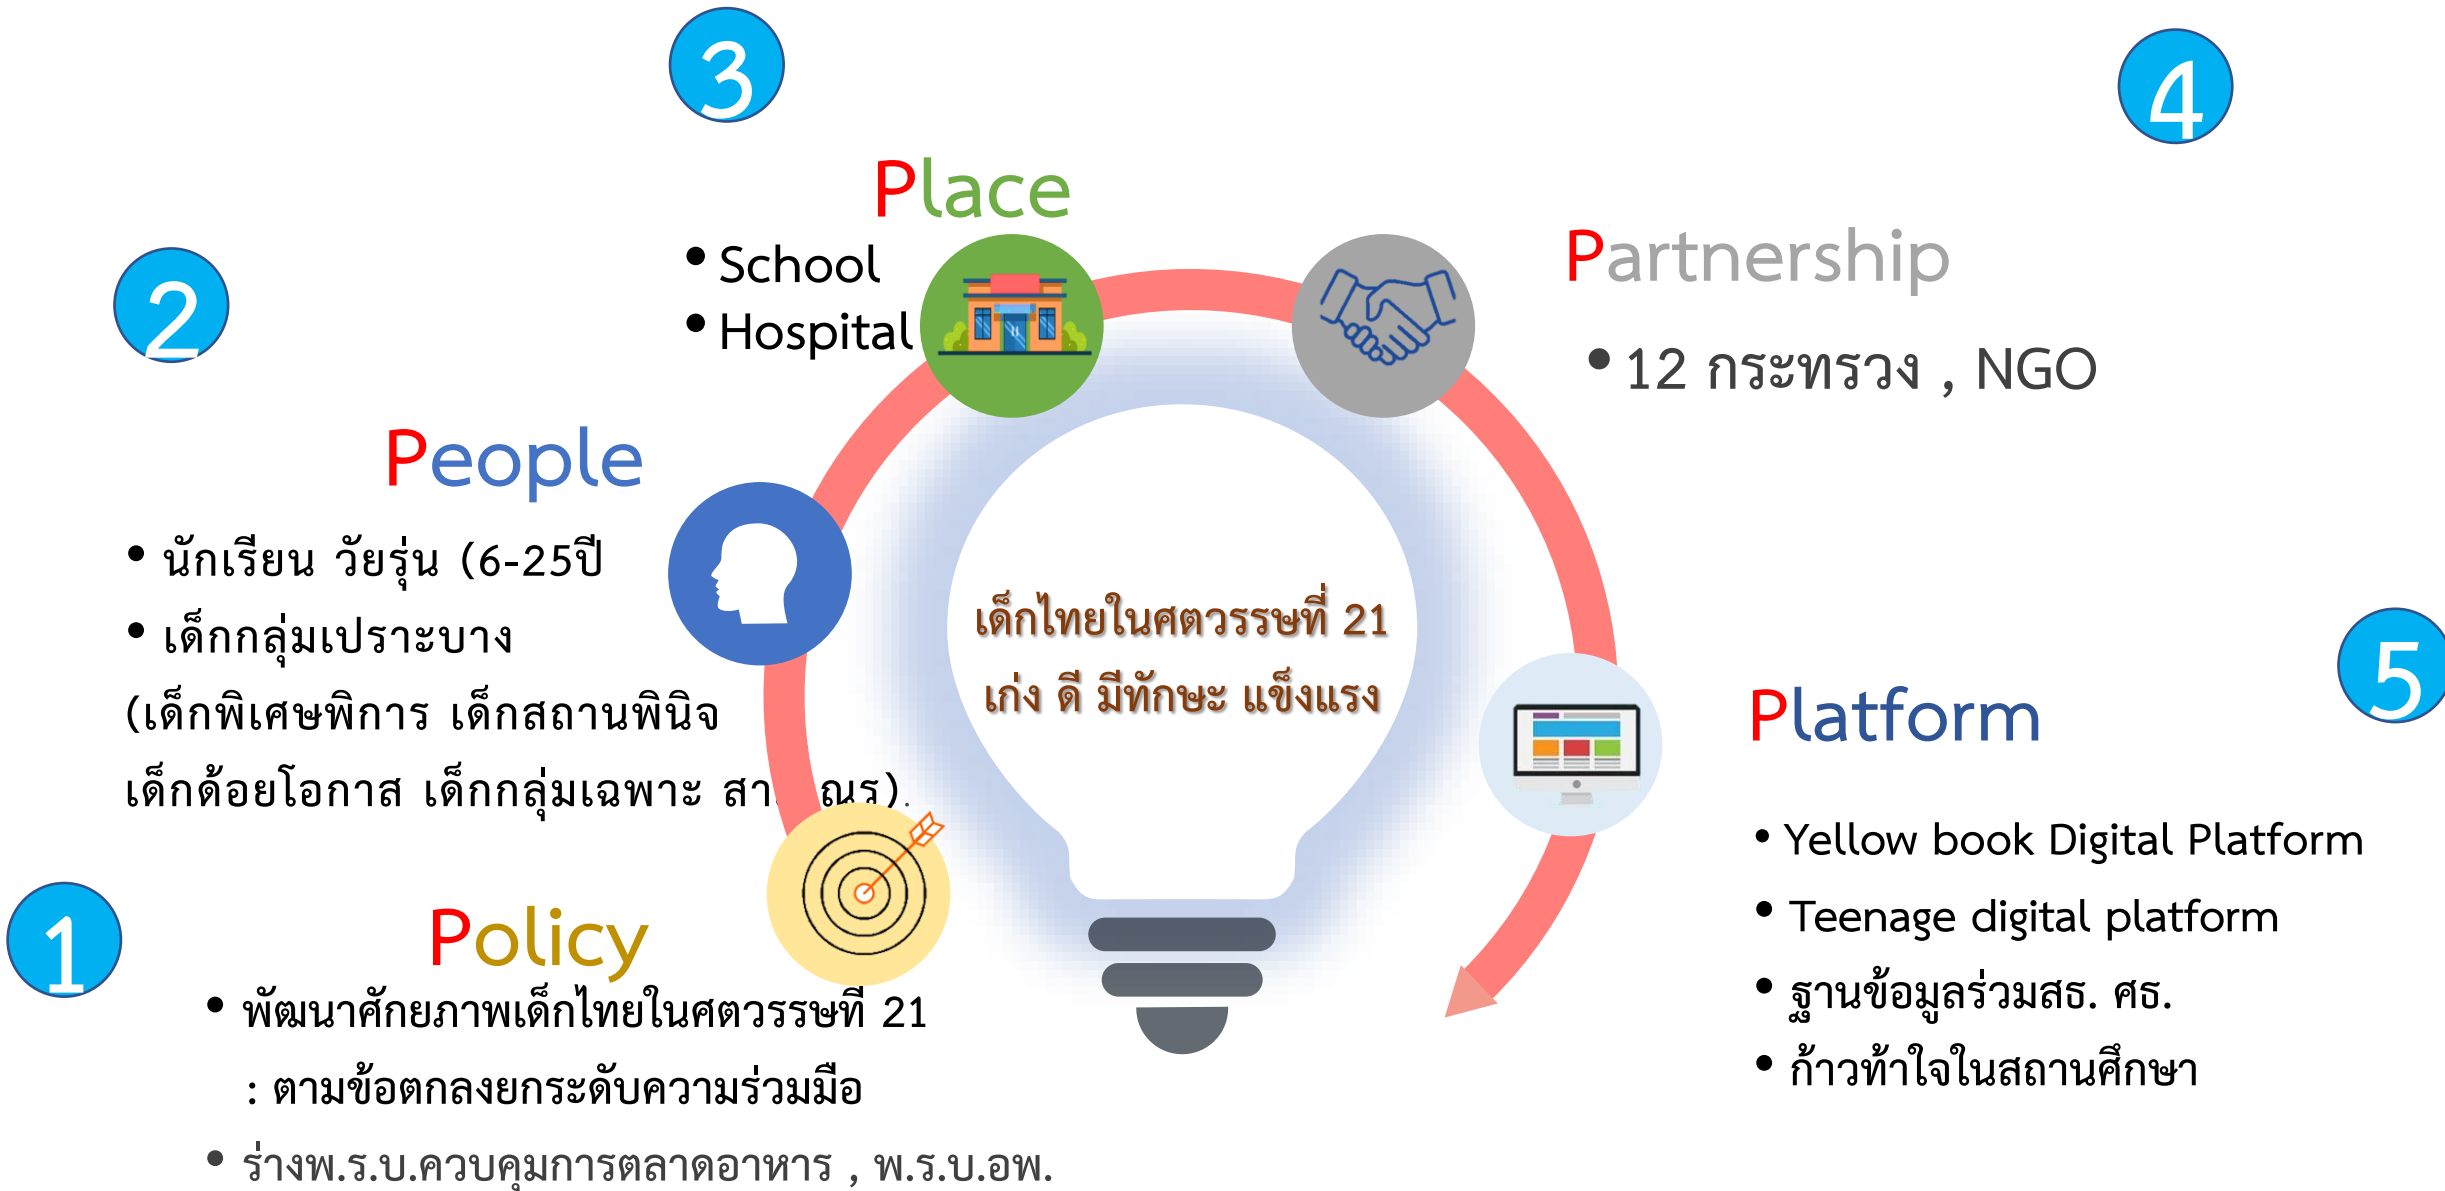 3
4
Place
• School
• Hospital
Partnership
• 12 กระทรวง , NGO
2
People
• นักเรียน วัยรุ่น (6-25ปี
• เด็กกลุ่มเปราะบาง
(เด็กพิเศษพิการ เด็กสถานพินิจ
เด็กด้อยโอกาส เด็กกลุ่มเฉพาะ
เด็กไทยในศตวรรษที่ 21
เก่ง ดี มีทักษะ แข็งแรง
5
Platform
• Yellow book Digital Platform
• Teenage digital platform
• ฐานข้อมูลร่วมสธ. ศธ.
• ก้าวท้าใจในสถานศึกษา
1
Policy
• พัฒนาศักยภาพเด็กไทยในศตวรรษที่ 21
: ตามข้อตกลงยกระดับความร่วมมือ
• ร่างพ.ร.บ.ควบคุมการตลาดอาหาร , พ.ร.บ.อพ.